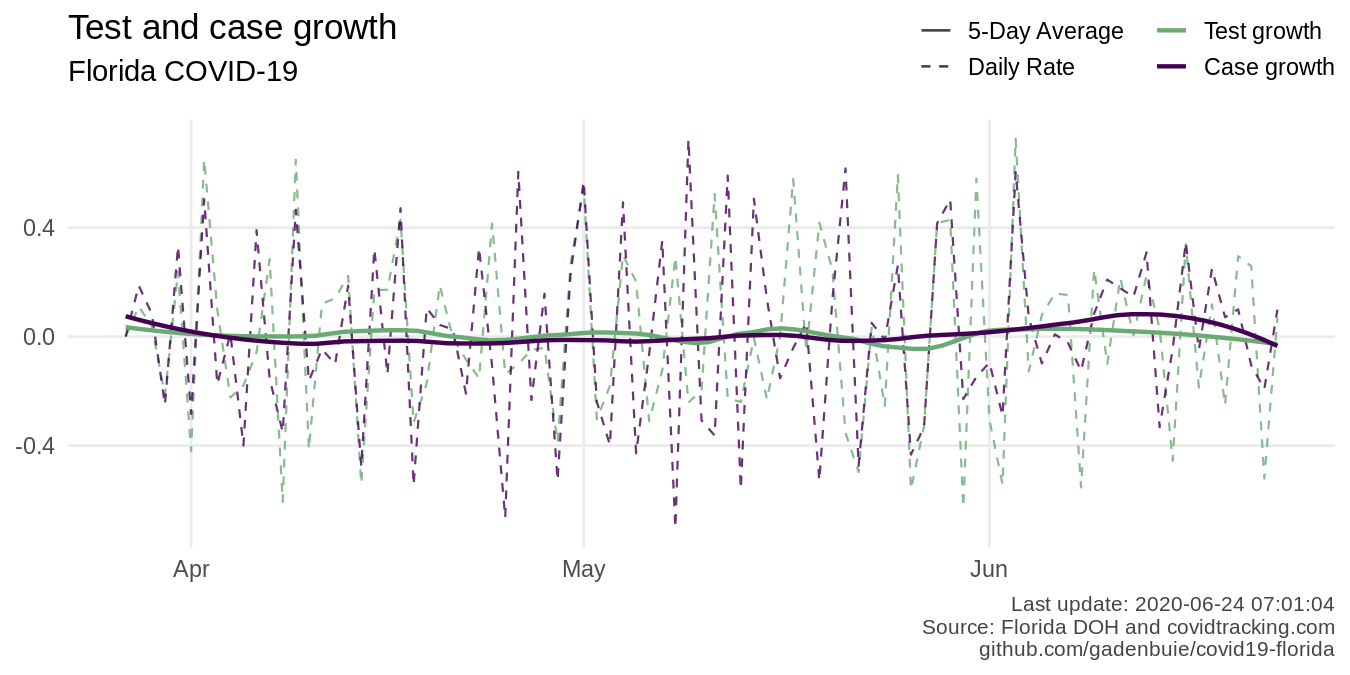 Test and case growth
Florida COVID-19
5-Day Average
Daily Rate
Test growth
Case growth
0.4
0.0
-0.4
Apr
May
Jun
Last update: 2020-06-24 07:01:04
Source: Florida DOH and covidtracking.com
github.com/gadenbuie/covid19-florida